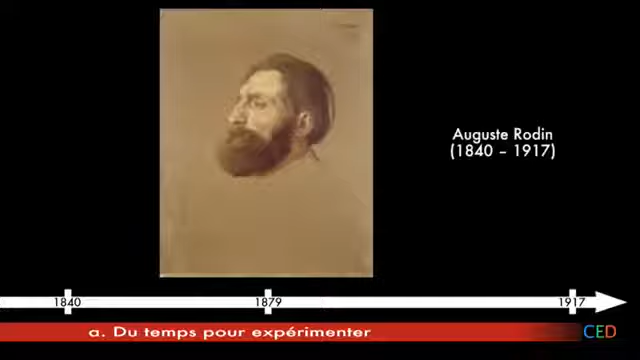 Auguste Rodin
(1840 – 1917)
1840
1879
1917
a. Du temps pour expérimenter
CED